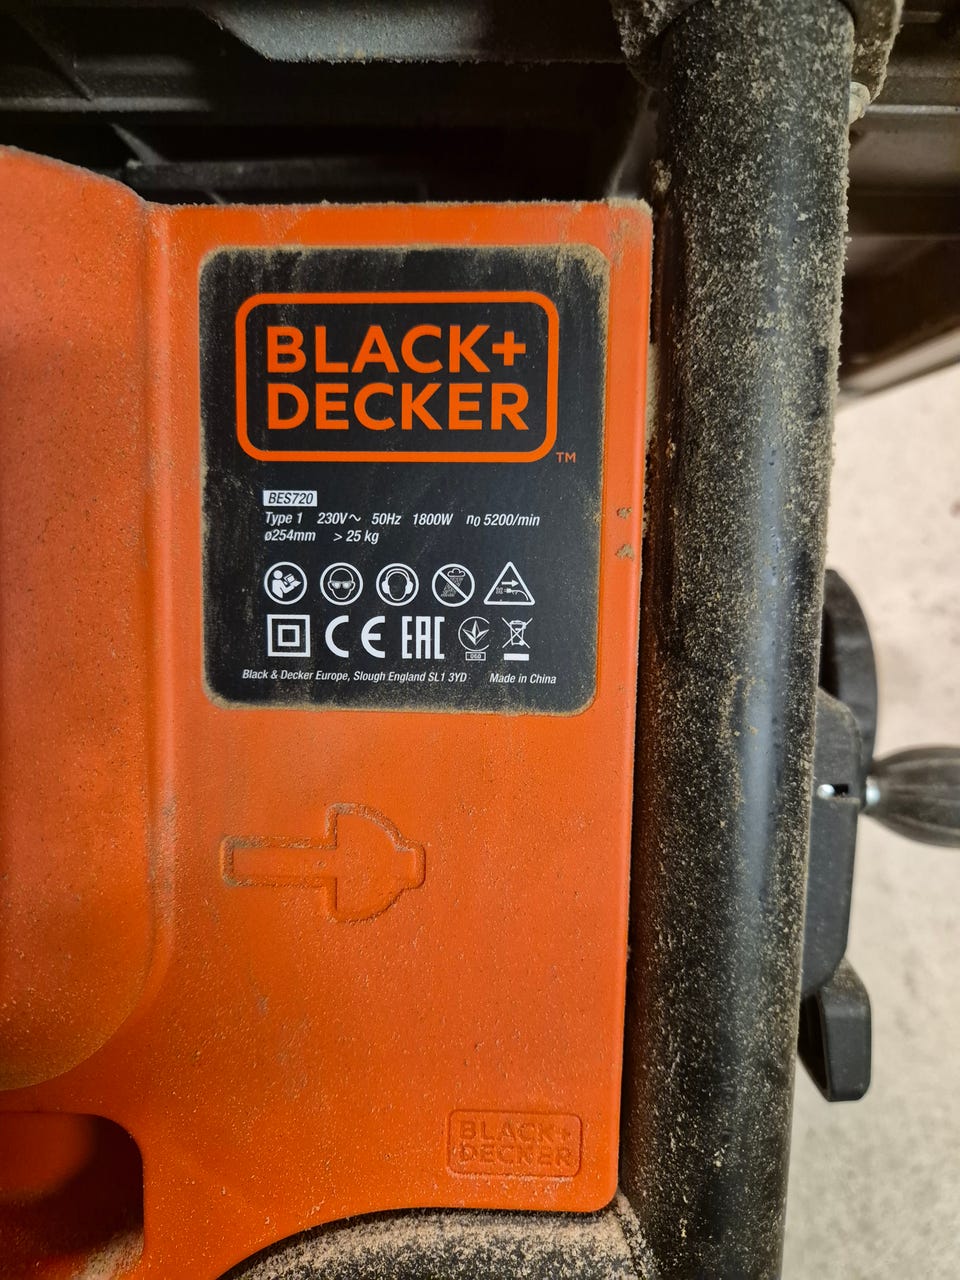 BLACK+
DECKER
TM
BES720
Type 1 230V~ 50Hz 1800W n0 5200/min
ø254mm > 25 kg
CE EAC
060
Black & Decker Europe, Slough England SL1 3YD Made in China
BLACK+
DECKER